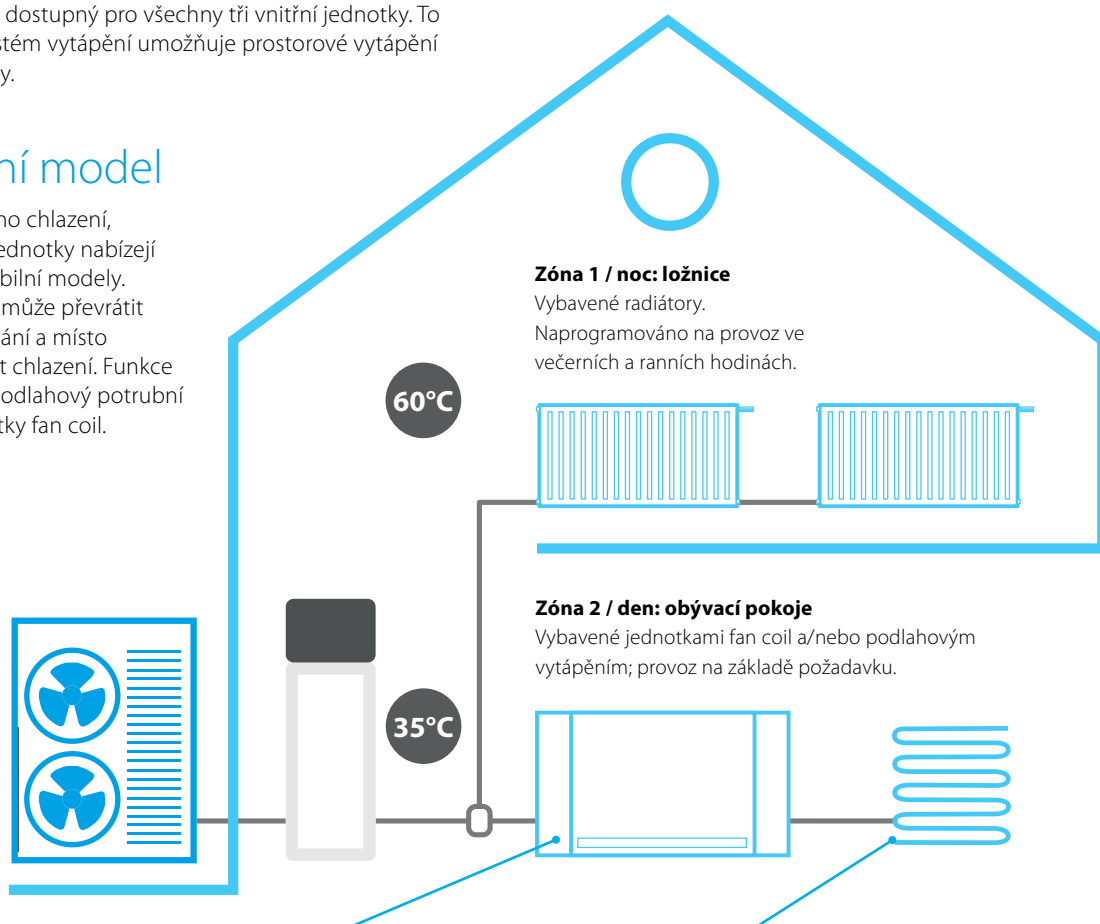 dostupný pro všechny tři vnitřní jednotky. To
stém vytápění umožňuje prostorové vytápění
y.
ní model
no chlazení,
ednotky nabízejí
bilní modely.
může převrátit
ání a místo
t chlazení. Funkce
odlahový potrubní
tky fan coil.
Zóna 1 / noc: ložnice
Vybavené radiátory.
Naprogramováno na provoz ve
večerních a ranních hodinách.
60°C
Zóna 2 / den: obývací pokoje
Vybavené jednotkami fan coil a/nebo podlahovým
vytápěním; provoz na základě požadavku.
35°C